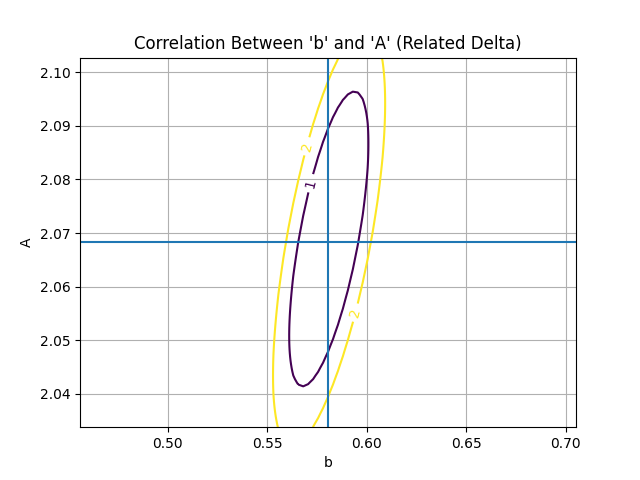 Correlation Between 'b' and 'A' (Related Delta)
2.10
2.09
2.08
2.07
2.06
2.05
2.04
A
2
1
2
0.50 0.55 0.60 0.65 0.70
b